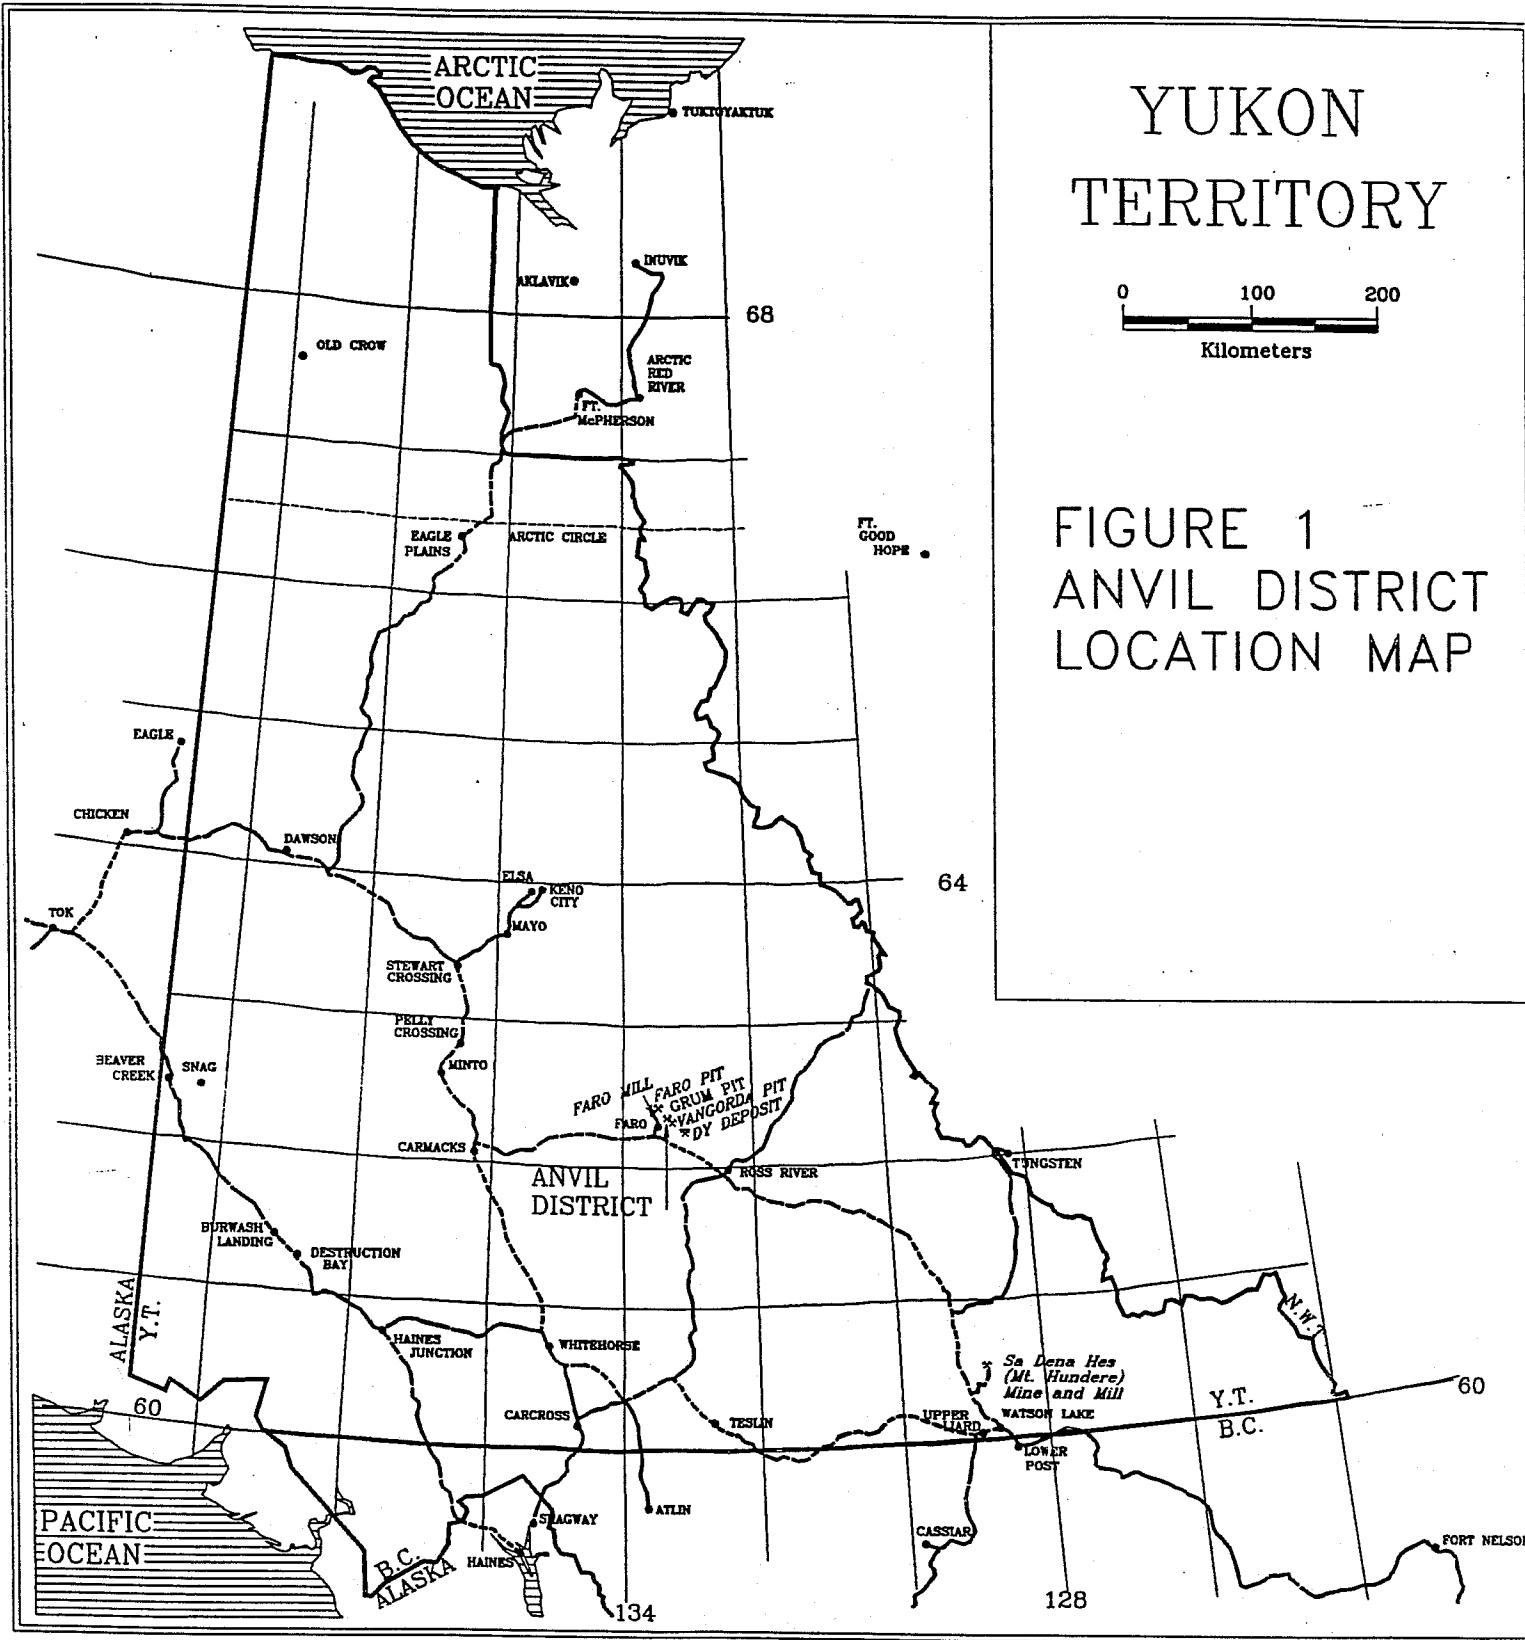 YUKON
TERRITORY
0 100 200
Kilometers
FIGURE 1
ANVIL DISTRICT
LOCATION MAP
ARCTIC
OCEAN
TUKTOYAKTUK
INUVIK
AKLAVIK
68
OLD CROW
ARCTIC
RED
RIVER
FT.
McPHERSON
EAGLE
PLAINS
ARCTIC CIRCLE
FT.
GOOD
HOPE
EAGLE
CHICKEN
DAWSON
ELSA
KENO
CITY
64
TOK
MAYO
STEWART
CROSSING
PELLY
CROSSING
BEAVER
CREEK
SNAG
MINTO
FARO MILL
FARO PIT
GRUM PIT
VANGORDA PIT
DY DEPOSIT
FARO
CARMACKS
ANVIL
DISTRICT
ROSS RIVER
TUNGSTEN
BURWASH
LANDING
DESTRUCTION
BAY
ALASKA
Y.T.
HAINES
JUNCTION
WHITEHORSE
N.W.T
Sa Dena Hes
(Mt. Hundere)
Mine and Mill
60
60
CARCROSS
TESLIN
UPPER
LIARD
WATSON LAKE
Y.T.
B.C.
LOWER
POST
PACIFIC
OCEAN
SKAGWAY
ATLIN
CASSIAR
FORT NELSON
B.C.
ALASKA
HAINES
134
128